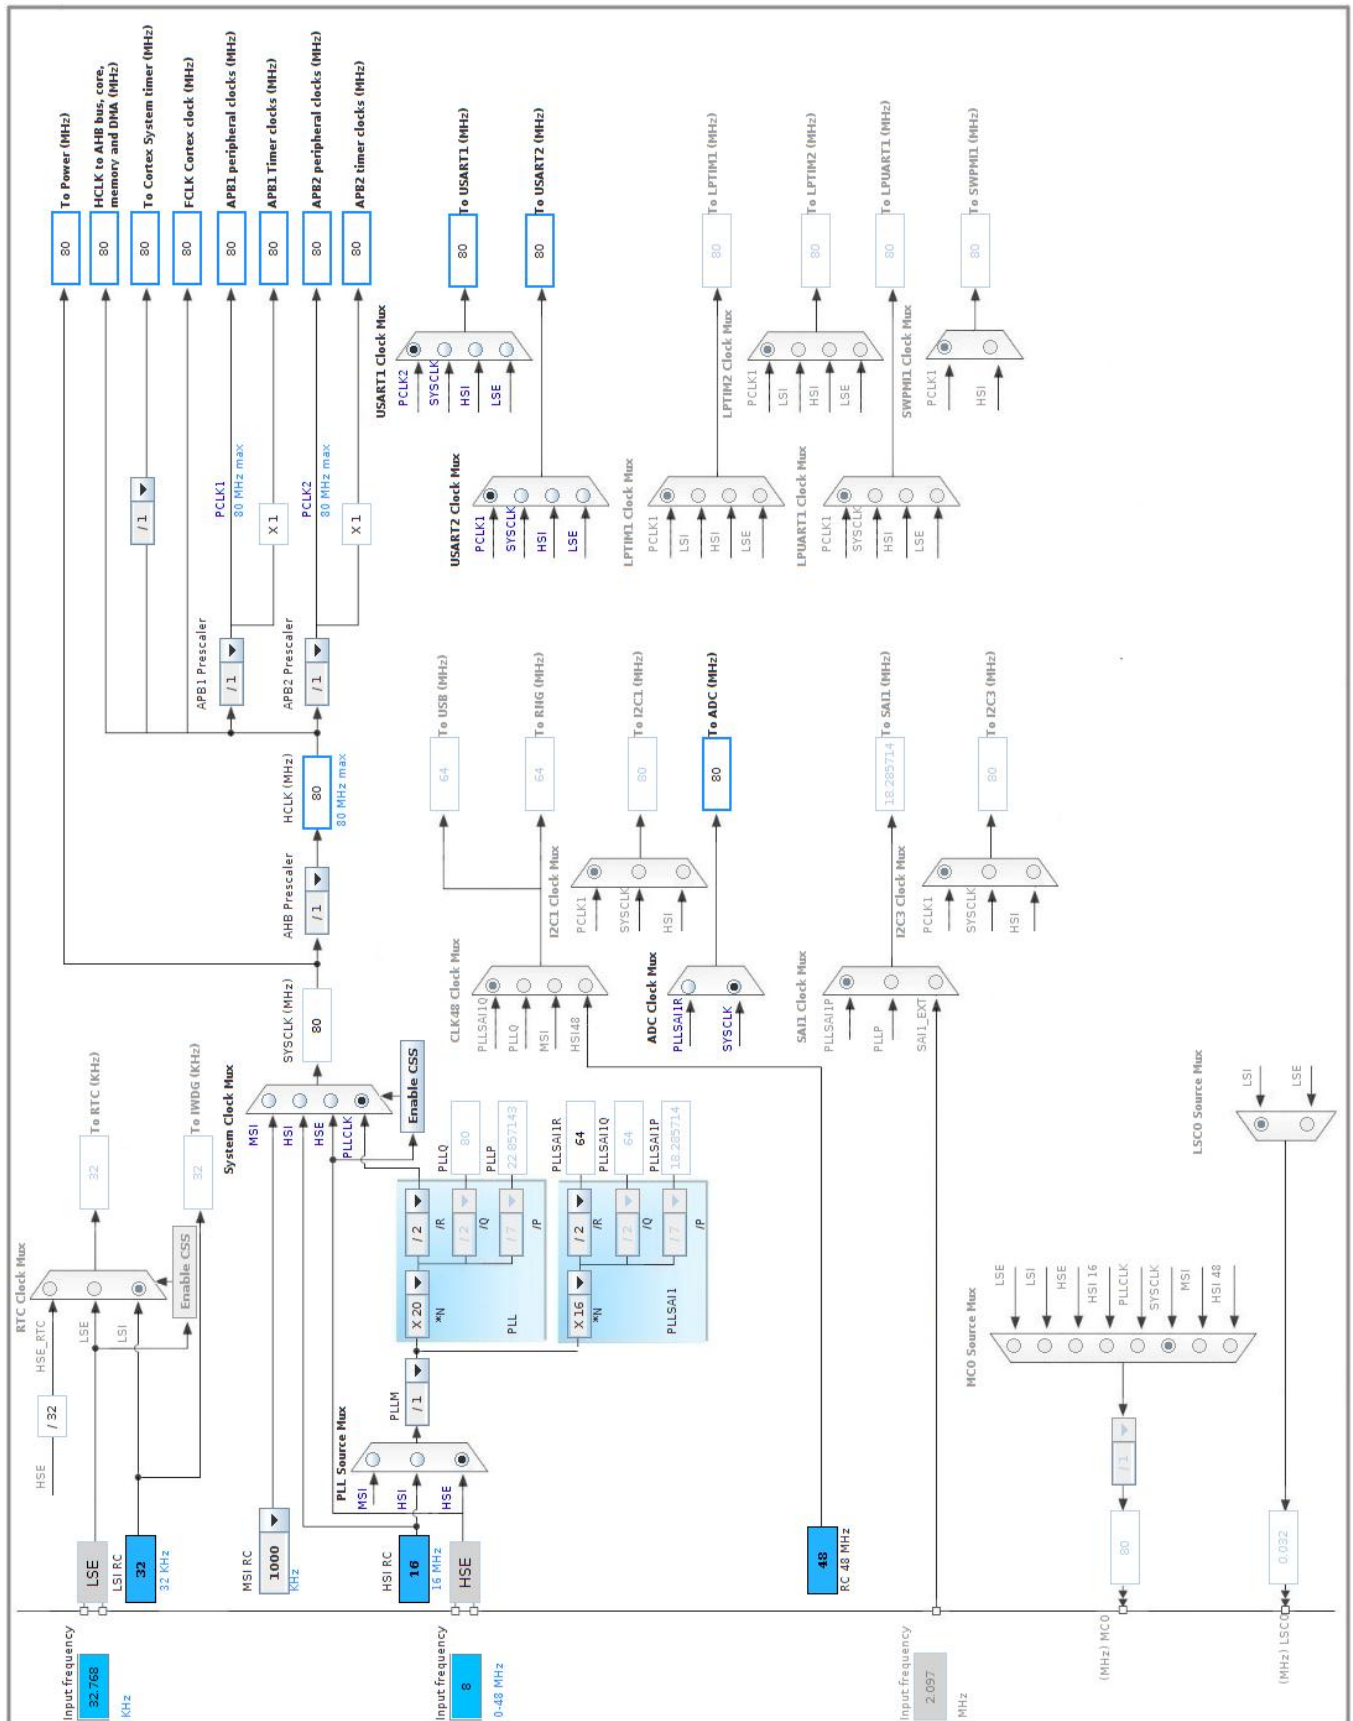 Input frequency
32.768
KHz
LSE
LSI RC
32
32 KHz
HSE
/ 32
HSE_RTC
LSE
LSI
RTC Clock Mux
Enable CSS
32
To RTC (KHz)
32
To IWDG (KHz)
MSI RC
1000
KHz
HSI RC
16
16 MHz
Input frequency
8
0-48 MHz
HSE
PLL Source Mux
MSI
HSI
HSE
PLLM
/ 1
X 20
*N
PLL
/ 2
/R
/ 2
/Q
/ 7
/P
PLLQ
80
PLLP
22.857143
X 16
*N
PLLSAI1
/ 2
/R
/ 2
/Q
/ 7
/P
PLLSAI1R
64
PLLSAI1Q
64
PLLSAI1P
18.285714
System Clock Mux
MSI
HSI
HSE
PLLCLK
Enable CSS
SYSCLK (MHz)
80
AHB Prescaler
/ 1
HCLK (MHz)
80
80 MHz max
APB1 Prescaler
/ 1
APB2 Prescaler
/ 1
/ 1
PCLK1
80 MHz max
X 1
PCLK2
80 MHz max
X 1
80
To Power (MHz)
80
HCLK to AHB bus, core,
memory and DMA (MHz)
80
To Cortex System timer (MHz)
80
FCLK Cortex clock (MHz)
80
APB1 peripheral clocks (MHz)
80
APB1 Timer clocks (MHz)
80
APB2 peripheral clocks (MHz)
80
APB2 timer clocks (MHz)
USART1 Clock Mux
PCLK2
SYSCLK
HSI
LSE
80
To USART1 (MHz)
USART2 Clock Mux
PCLK1
SYSCLK
HSI
LSE
80
To USART2 (MHz)
LPTIM1 Clock Mux
PCLK1
LSI
HSI
LSE
80
To LPTIM1 (MHz)
LPTIM2 Clock Mux
PCLK1
LSI
HSI
LSE
80
To LPTIM2 (MHz)
LPUART1 Clock Mux
PCLK1
SYSCLK
HSI
LSE
80
To LPUART1 (MHz)
SWPMI1 Clock Mux
PCLK1
HSI
80
To SWPMI1 (MHz)
CLK48 Clock Mux
PLLSAI1Q
PLLQ
MSI
HSI48
64
To USB (MHz)
64
To RNG (MHz)
I2C1 Clock Mux
PCLK1
SYSCLK
HSI
80
To I2C1 (MHz)
ADC Clock Mux
PLLSAI1R
SYSCLK
80
To ADC (MHz)
SAI1 Clock Mux
PLLSAI1P
PLLP
SAI1_EXT
18.285714
To SAI1 (MHz)
I2C3 Clock Mux
PCLK1
SYSCLK
HSI
80
To I2C3 (MHz)
48
RC 48 MHz
Input frequency
2.097
MHz
MCO Source Mux
LSE
LSI
HSE
HSI 16
PLLCLK
SYSCLK
MSI
HSI 48
/ 1
80
(MHz) MCO
LSCO Source Mux
LSI
LSE
0.032
(MHz) LSCO